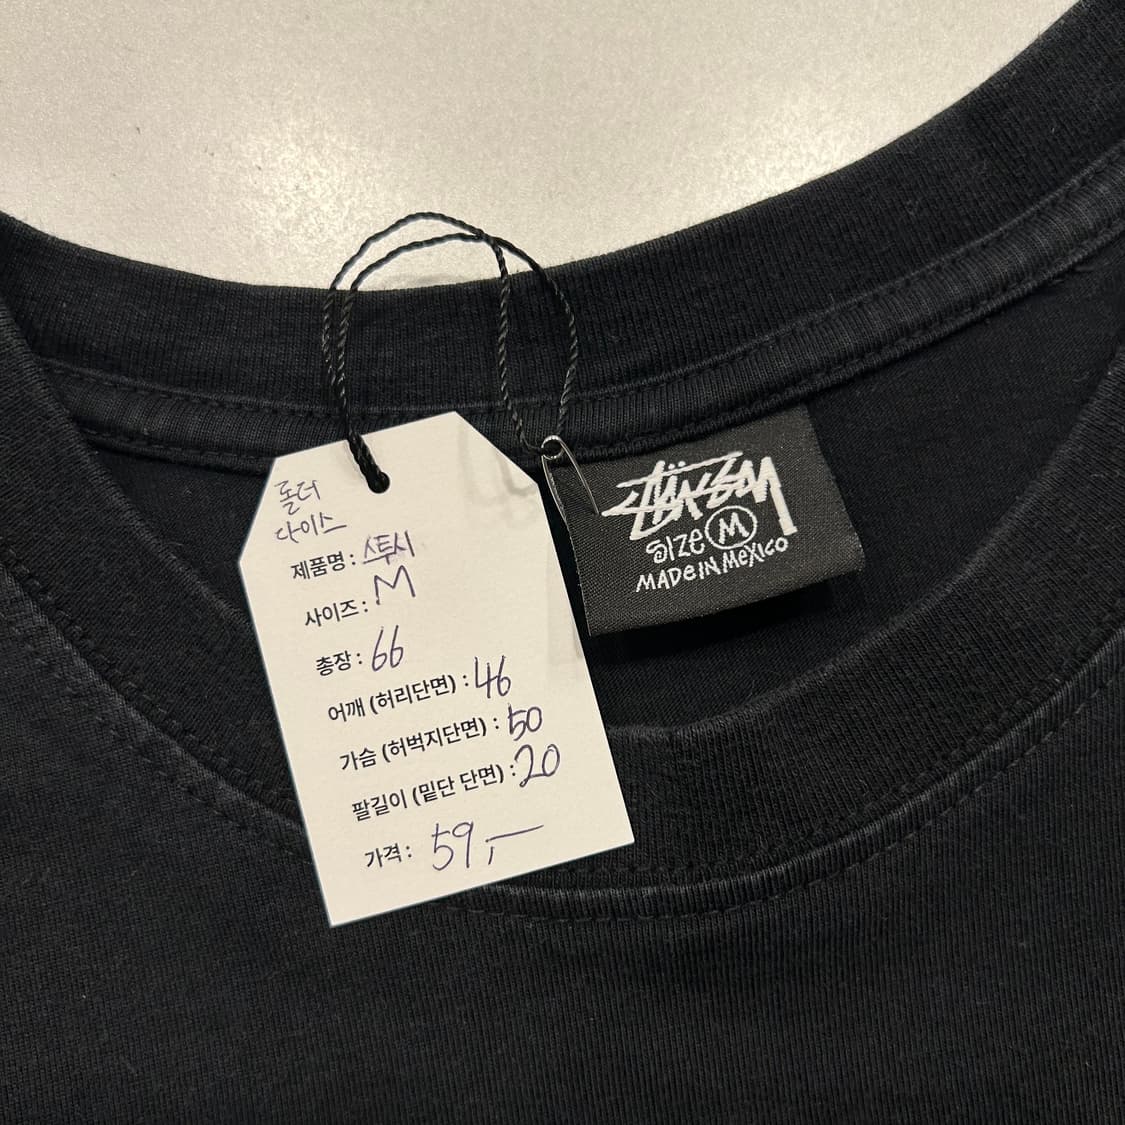 돌더
다이스
제품명 : 스투시
사이즈 : M
총장 : 66
어깨 (허리단면) : 46
가슴 (허벅지단면) : 50
팔길이 (밑단 단면) : 20
가격 : 59,-
STÜSSY
SIZE M
MADE IN MEXICO